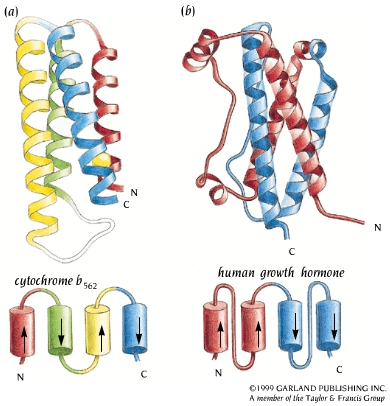 (a)
(b)
N
C
N
C
cytochrome b562
human growth hormone
N
C
N
C
©1999 GARLAND PUBLISHING INC.
A member of the Taylor & Francis Group